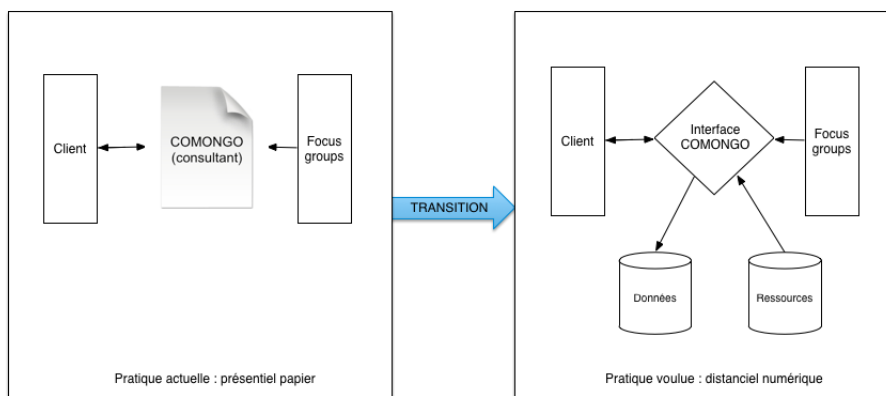 Client
COMONGO
(consultant)
Focus
groups
Pratique actuelle : présentiel papier
TRANSITION
Client
Interface
COMONGO
Focus
groups
Données
Ressources
Pratique voulue : distanciel numérique